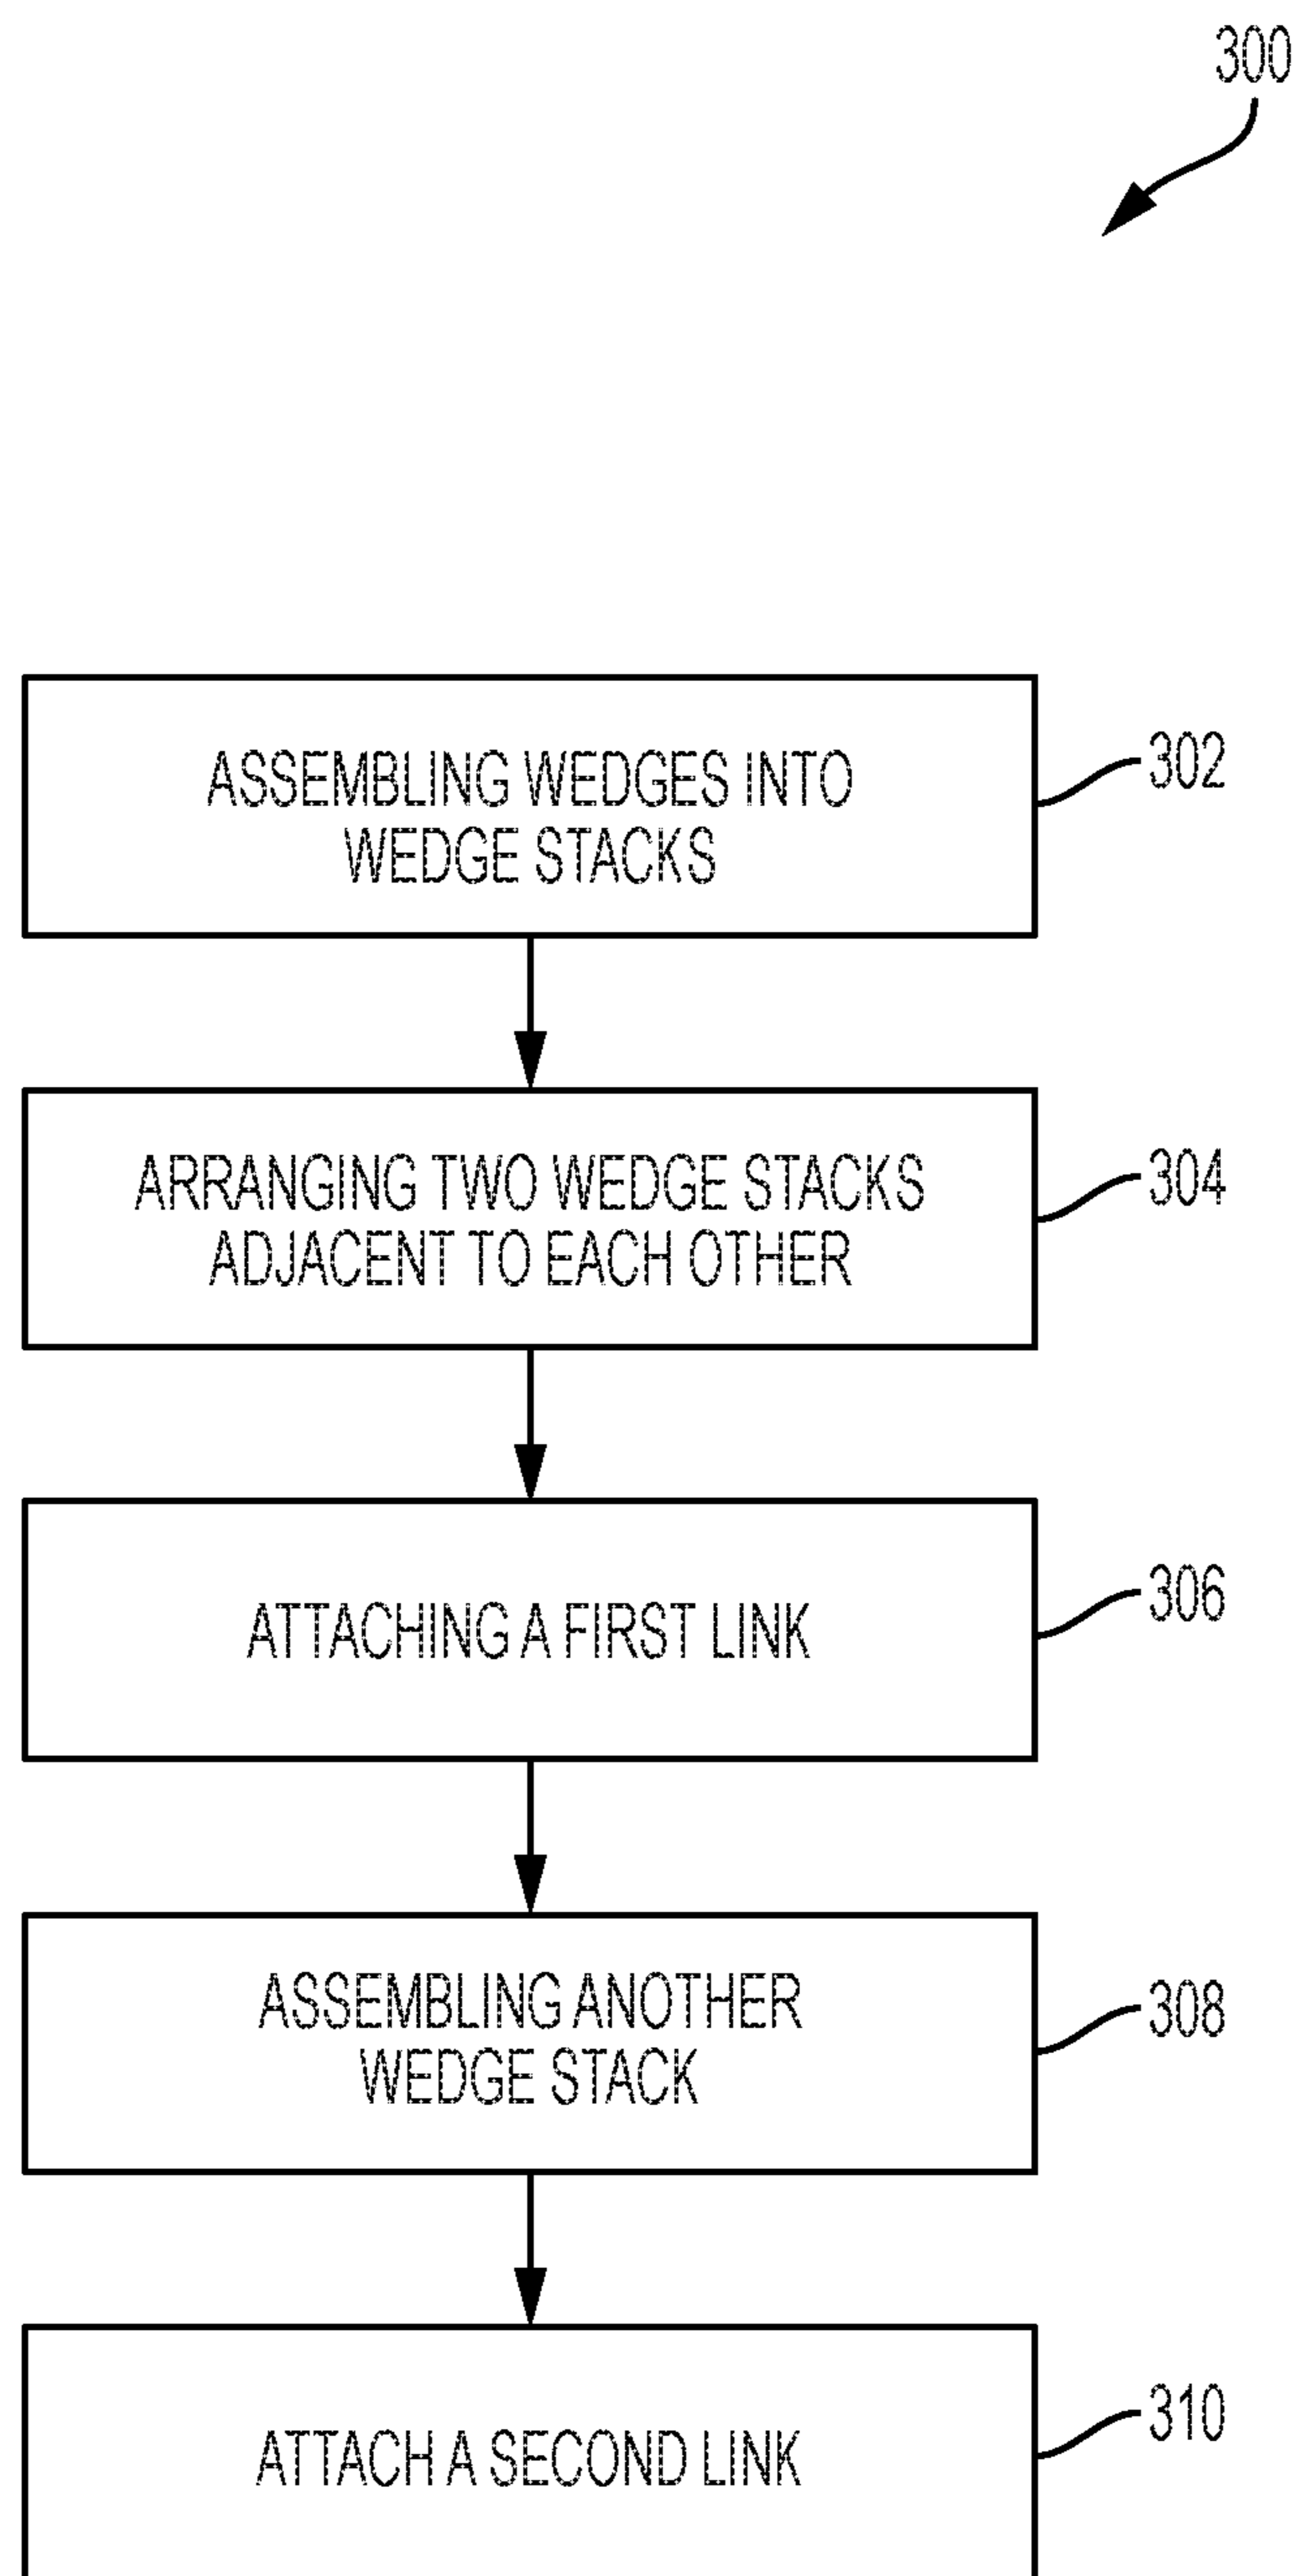 300
ASSEMBLING WEDGES INTO
WEDGE STACKS
302
ARRANGING TWO WEDGE STACKS
ADJACENT TO EACH OTHER
304
ATTACHING A FIRST LINK
306
ASSEMBLING ANOTHER
WEDGE STACK
308
ATTACH A SECOND LINK
310